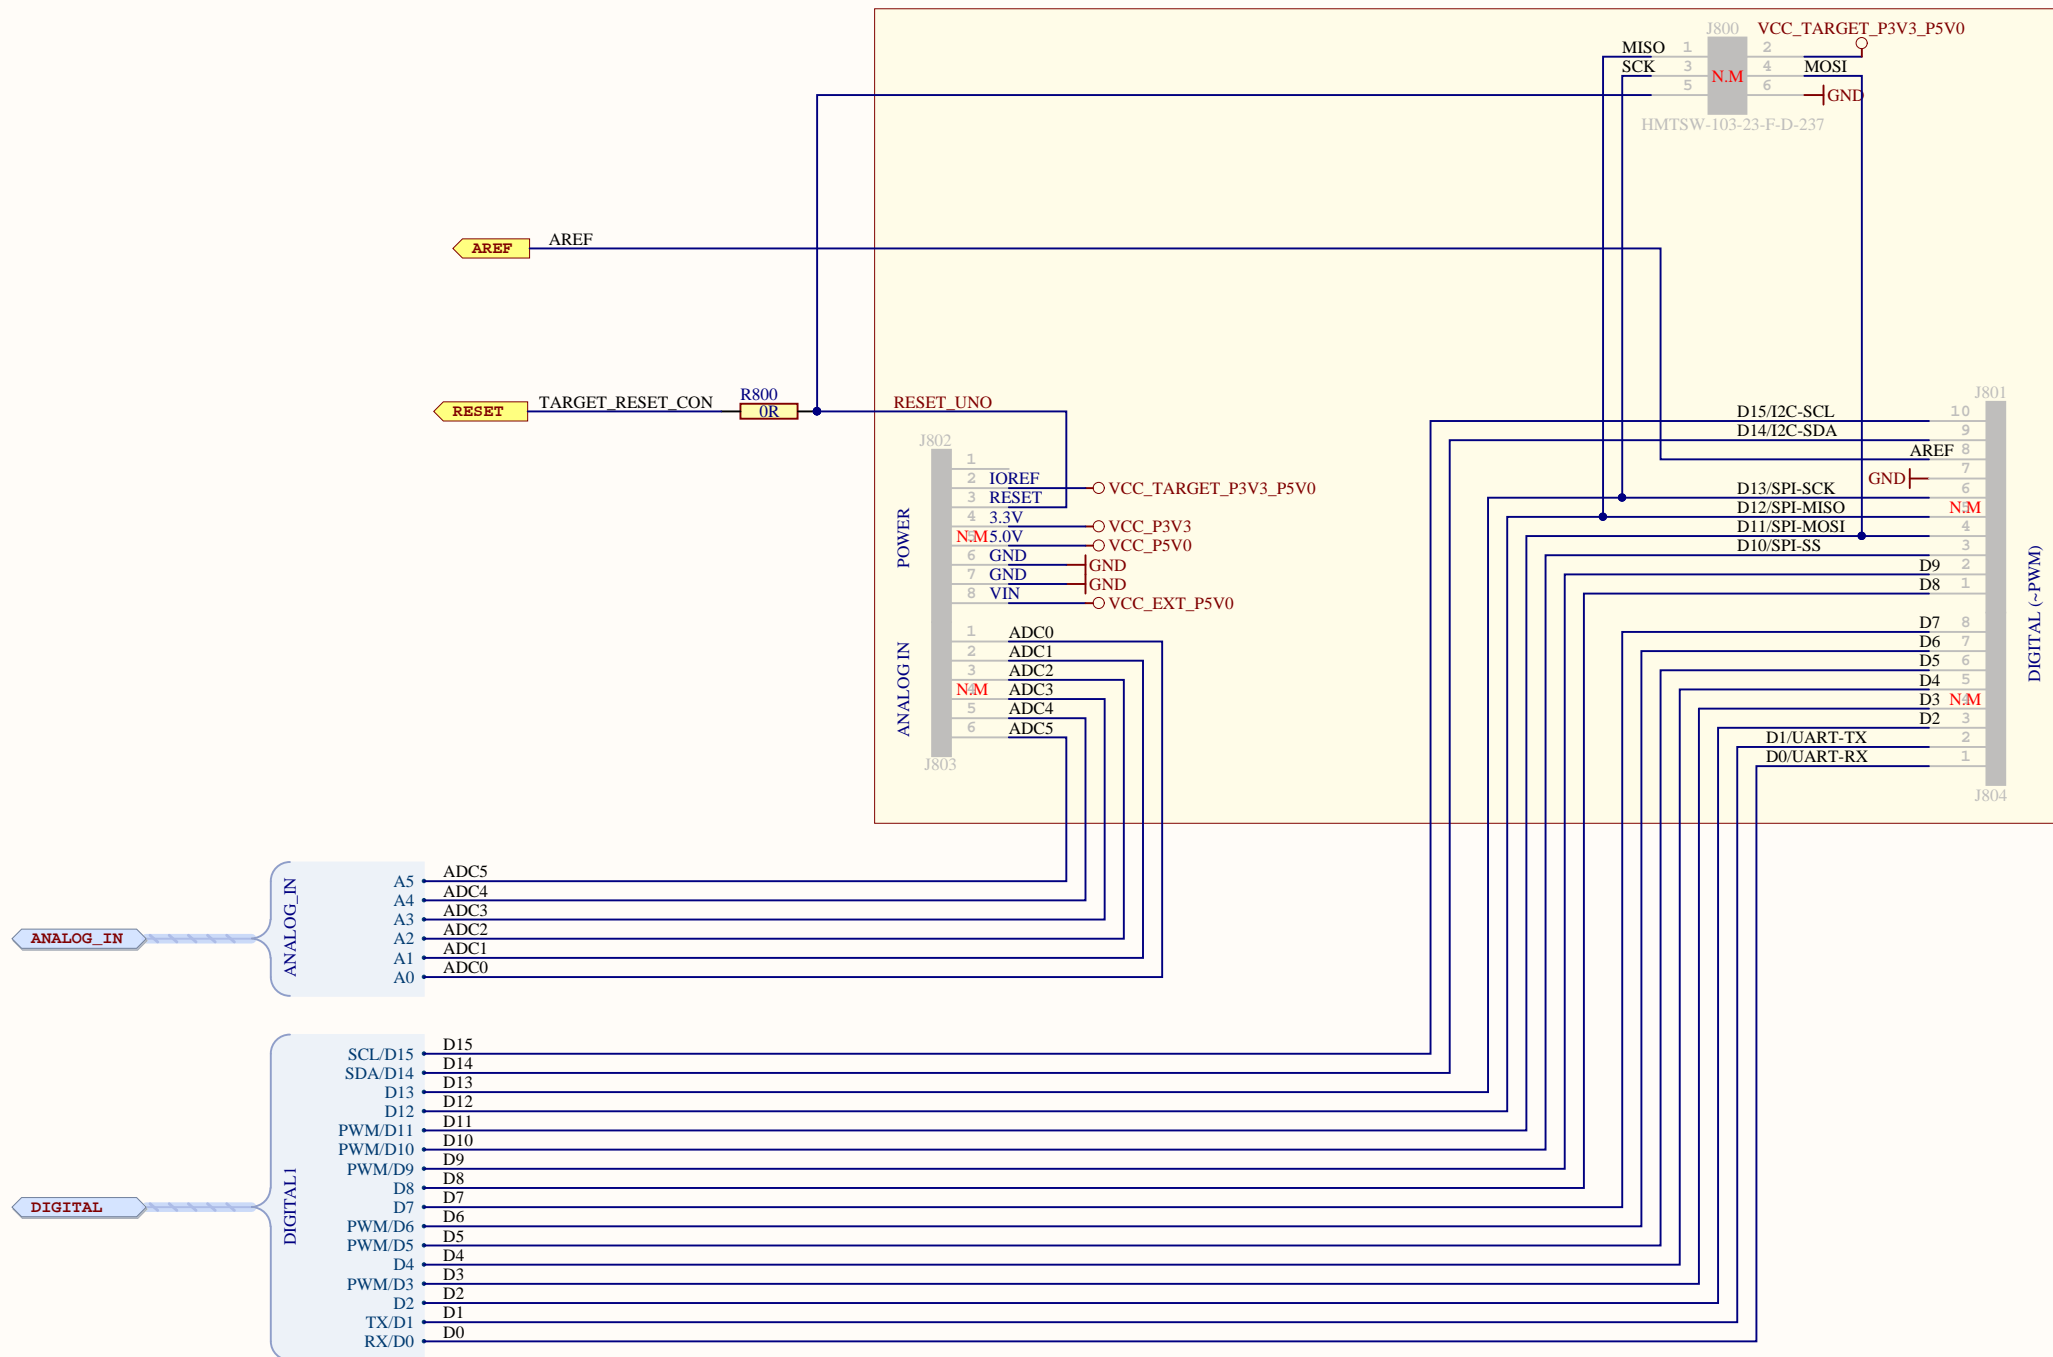 J800
VCC_TARGET_P3V3_P5V0
MISO 1 2
SCK 3 N.M 4 MOSI
5 6 GND
HMTSW-103-23-F-D-237
AREF AREF
RESET TARGET_RESET_CON R800 0R RESET_UNO
J802
POWER
1
2 IOREF VCC_TARGET_P3V3_P5V0
3 RESET
4 3.3V VCC_P3V3
N.M 5.0V VCC_P5V0
6 GND GND
7 GND GND
8 VIN VCC_EXT_P5V0
ANALOG IN
1 ADC0
2 ADC1
3 ADC2
N.M ADC3
5 ADC4
6 ADC5
J803
J801
D15/I2C-SCL 10
D14/I2C-SDA 9
AREF 8
GND 7
D13/SPI-SCK 6
D12/SPI-MISO N.M
D11/SPI-MOSI 4
D10/SPI-SS 3
D9 2
D8 1
D7 8
D6 7
D5 6
D4 5
D3 N.M
D2 3
D1/UART-TX 2
D0/UART-RX 1
J804
DIGITAL (~PWM)
ANALOG_IN
ANALOG_IN
A5 ADC5
A4 ADC4
A3 ADC3
A2 ADC2
A1 ADC1
A0 ADC0
DIGITAL
DIGITAL1
SCL/D15 D15
SDA/D14 D14
D13 D13
D12 D12
PWM/D11 D11
PWM/D10 D10
PWM/D9 D9
D8 D8
D7 D7
PWM/D6 D6
PWM/D5 D5
D4 D4
PWM/D3 D3
D2 D2
TX/D1 D1
RX/D0 D0